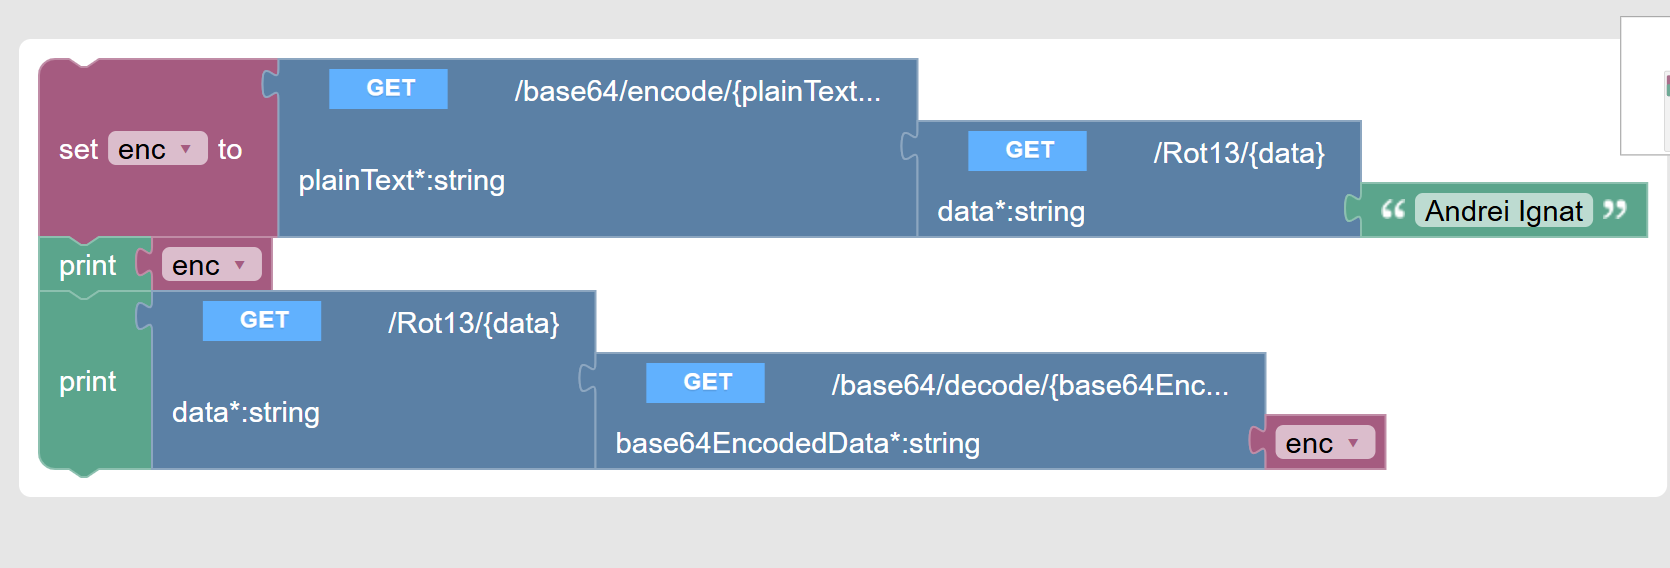 GET /base64/encode/{plainText...
set enc ▾ to
plainText*:string
GET /Rot13/{data}
data*:string
“ Andrei Ignat ”
print enc ▾
print
GET /Rot13/{data}
data*:string
GET /base64/decode/{base64Enc...
base64EncodedData*:string
enc ▾